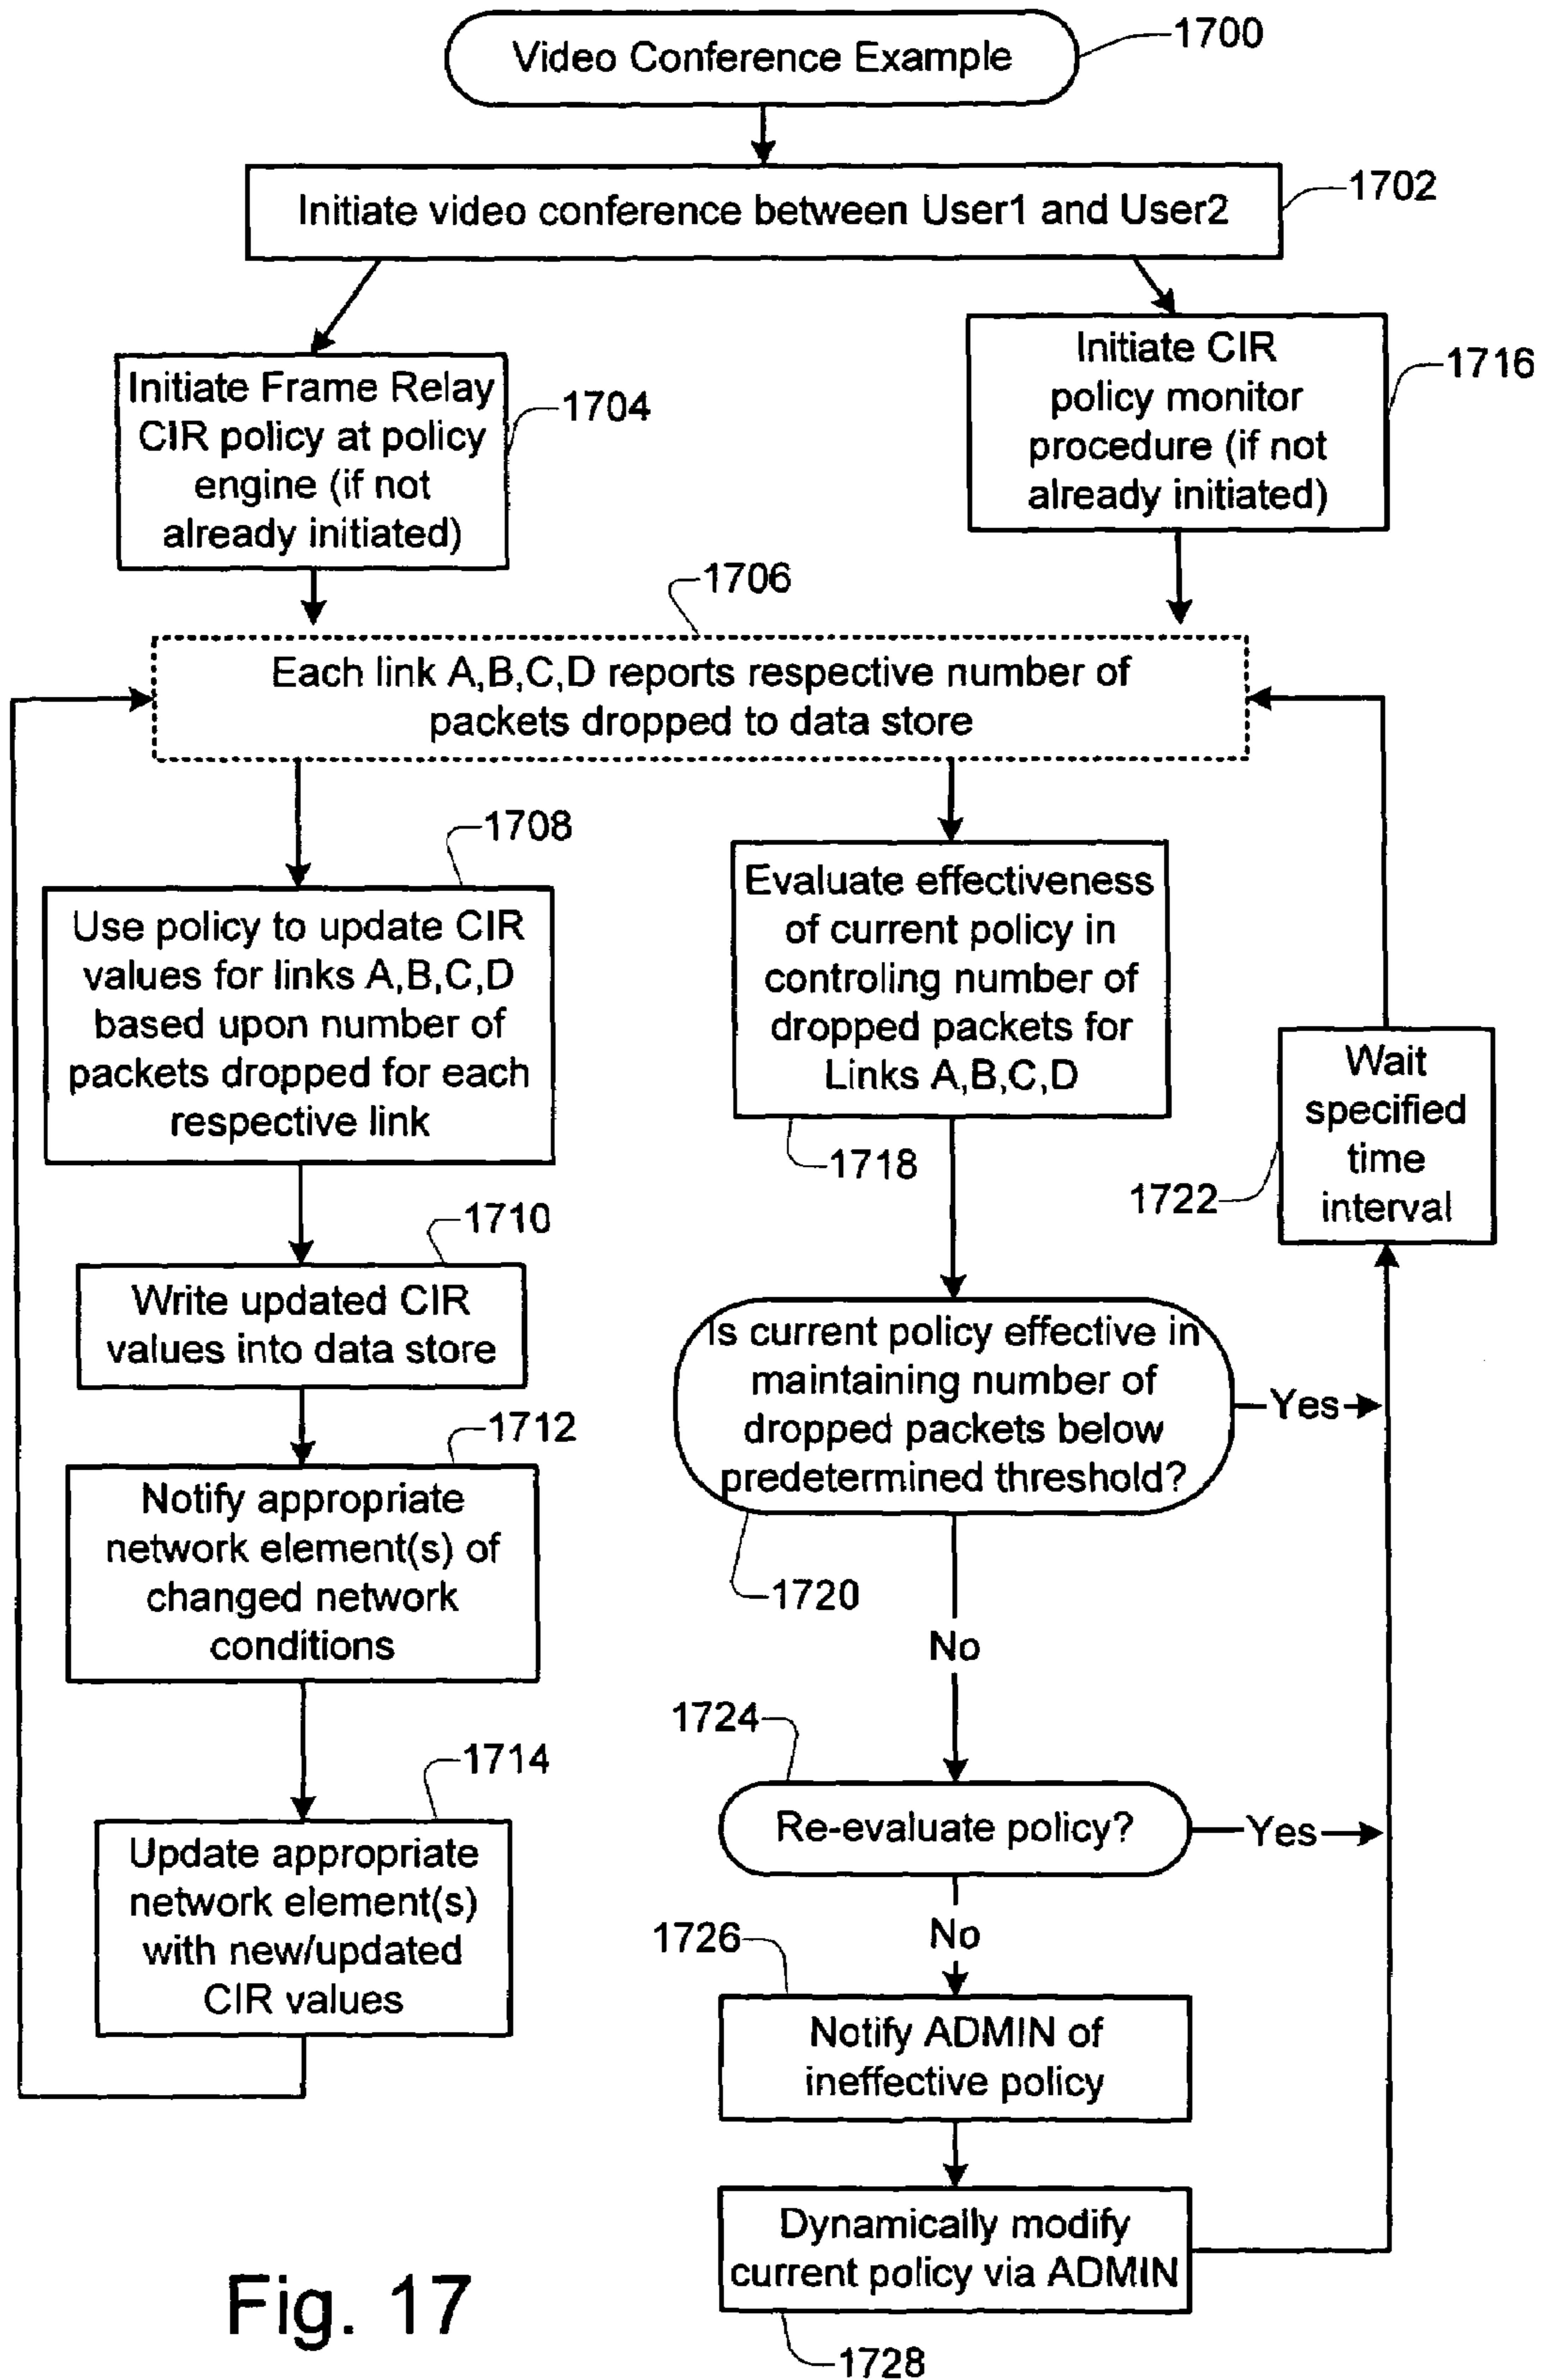 Video Conference Example
1700
Initiate video conference between User1 and User2
1702
Initiate Frame Relay
CIR policy at policy
engine (if not
already initiated)
1704
Initiate CIR
policy monitor
procedure (if not
already initiated)
1716
1706
Each link A,B,C,D reports respective number of
packets dropped to data store
1708
Use policy to update CIR
values for links A,B,C,D
based upon number of
packets dropped for each
respective link
1710
Write updated CIR
values into data store
1712
Notify appropriate
network element(s) of
changed network
conditions
1714
Update appropriate
network element(s)
with new/updated
CIR values
Evaluate effectiveness
of current policy in
controling number of
dropped packets for
Links A,B,C,D
1718
Wait
specified
time
interval
1722
Is current policy effective in
maintaining number of
dropped packets below
predetermined threshold?
Yes
1720
No
1724
Re-evaluate policy?
Yes
No
1726
Notify ADMIN of
ineffective policy
Dynamically modify
current policy via ADMIN
1728
Fig. 17